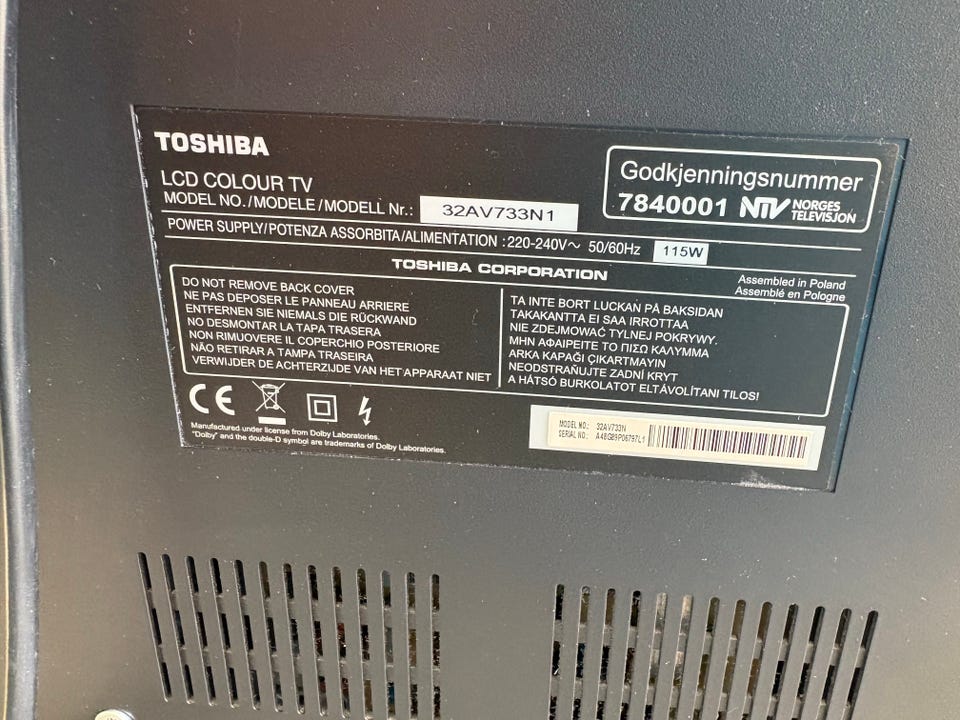 TOSHIBA
LCD COLOUR TV
MODEL NO./MODELE/MODELL Nr.: 32AV733N1
Godkjenningsnummer
7840001 NTV NORGES TELEVISJON
POWER SUPPLY/POTENZA ASSORBITA/ALIMENTATION : 220-240V~ 50/60Hz 115W
TOSHIBA CORPORATION
Assembled in Poland
Assemblé en Pologne
DO NOT REMOVE BACK COVER
NE PAS DEPOSER LE PANNEAU ARRIERE
ENTFERNEN SIE NIEMALS DIE RÜCKWAND
NO DESMONTAR LA TAPA TRASERA
NON RIMUOVERE IL COPERCHIO POSTERIORE
NÃO RETIRAR A TAMPA TRASEIRA
VERWIJDER DE ACHTERZIJDE VAN HET APPARAAT NIET
TA INTE BORT LUCKAN PÅ BAKSIDAN
TAKAKANTTA EI SAA IRROTTAA
NIE ZDEJMOWAĆ TYLNEJ POKRYWY.
ΜΗΝ ΑΦΑΙΡΕΙΤΕ ΤΟ ΠΙΣΩ ΚΑΛΥΜΜΑ
ARKA KAPAĞI ÇIKARTMAYIN
NEODSTRAŇUJTE ZADNÍ KRYT
A HÁTSÓ BURKOLATOT ELTÁVOLÍTANI TILOS!
CE
Manufactured under license from Dolby Laboratories.
"Dolby" and the double-D symbol are trademarks of Dolby Laboratories.
MODEL NO: 32AV733N
SERIAL NO: A48G89P06797L1